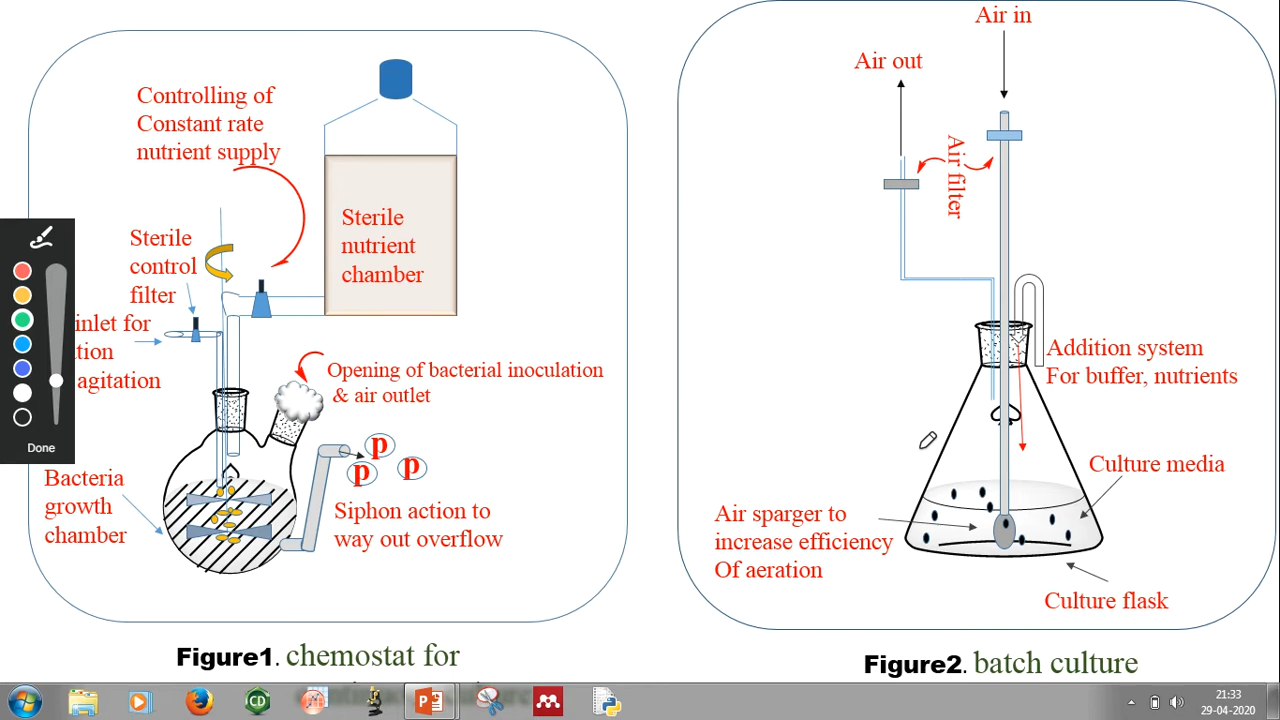 Controlling of
Constant rate
nutrient supply
Sterile
nutrient
chamber
Sterile
control
filter
inlet for
tion
agitation
Opening of bacterial inoculation
& air outlet
p
p
p
Bacteria
growth
chamber
Siphon action to
way out overflow
Figure1. chemostat for
Air in
Air out
Air filter
Addition system
For buffer, nutrients
Culture media
Air sparger to
increase efficiency
Of aeration
Culture flask
Figure2. batch culture
Done
CD
P
21:33
29-04-2020